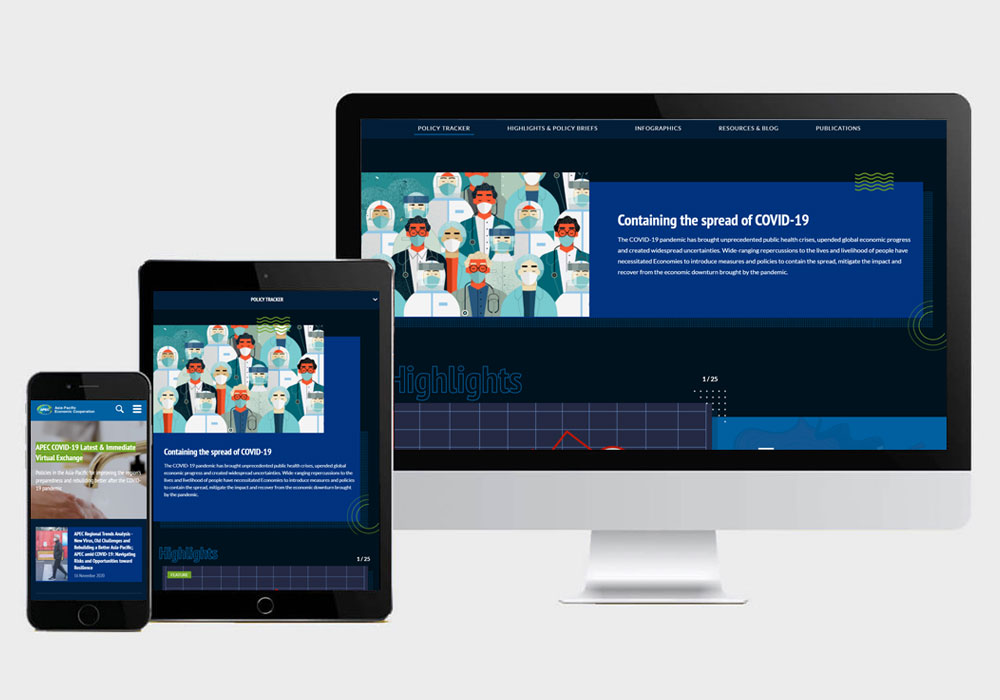 POLICY TRACKER
HIGHLIGHTS & POLICY BRIEFS
INFOGRAPHICS
RESOURCES & BLOG
PUBLICATIONS
Containing the spread of COVID-19
The COVID-19 pandemic has brought unprecedented public health crises, upended global economic progress
and created widespread uncertainties. Wide-ranging repercussions to the lives and livelihood of people have
necessitated Economies to introduce measures and policies to contain the spread, mitigate the impact and
recover from the economic downturn brought by the pandemic.
Highlights
1 / 25
POLICY TRACKER
Containing the spread of COVID-19
The COVID-19 pandemic has brought unprecedented public health crises, upended global
economic progress and created widespread uncertainties. Wide-ranging repercussions to the
lives and livelihood of people have necessitated Economies to introduce measures and policies
to contain the spread, mitigate the impact and recover from the economic downturn brought
by the pandemic.
Highlights
1 / 25
FEATURE
APEC
Asia-Pacific
Economic Cooperation
APEC COVID-19 Latest & Immediate
Virtual Exchange
Policies in the Asia-Pacific for improving the region's
preparedness and rebuilding better after the COVID-
19 pandemic
APEC Regional Trends Analysis -
New Virus, Old Challenges and
Rebuilding a Better Asia-Pacific;
APEC amid COVID-19: Navigating
Risks and Opportunities toward
Resilience
16 November 2020